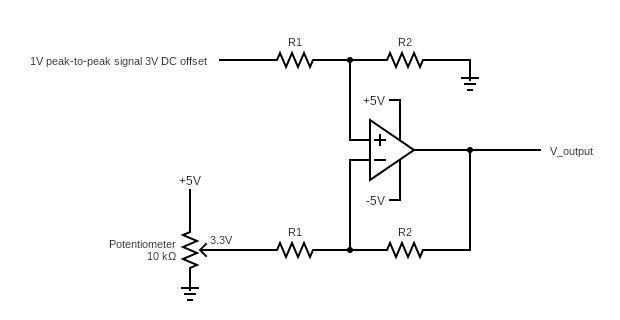 R1
R2
1V peak-to-peak signal 3V DC offset
+5V
+
−
V_output
+5V
-5V
3.3V
R1
R2
Potentiometer
10 kΩ